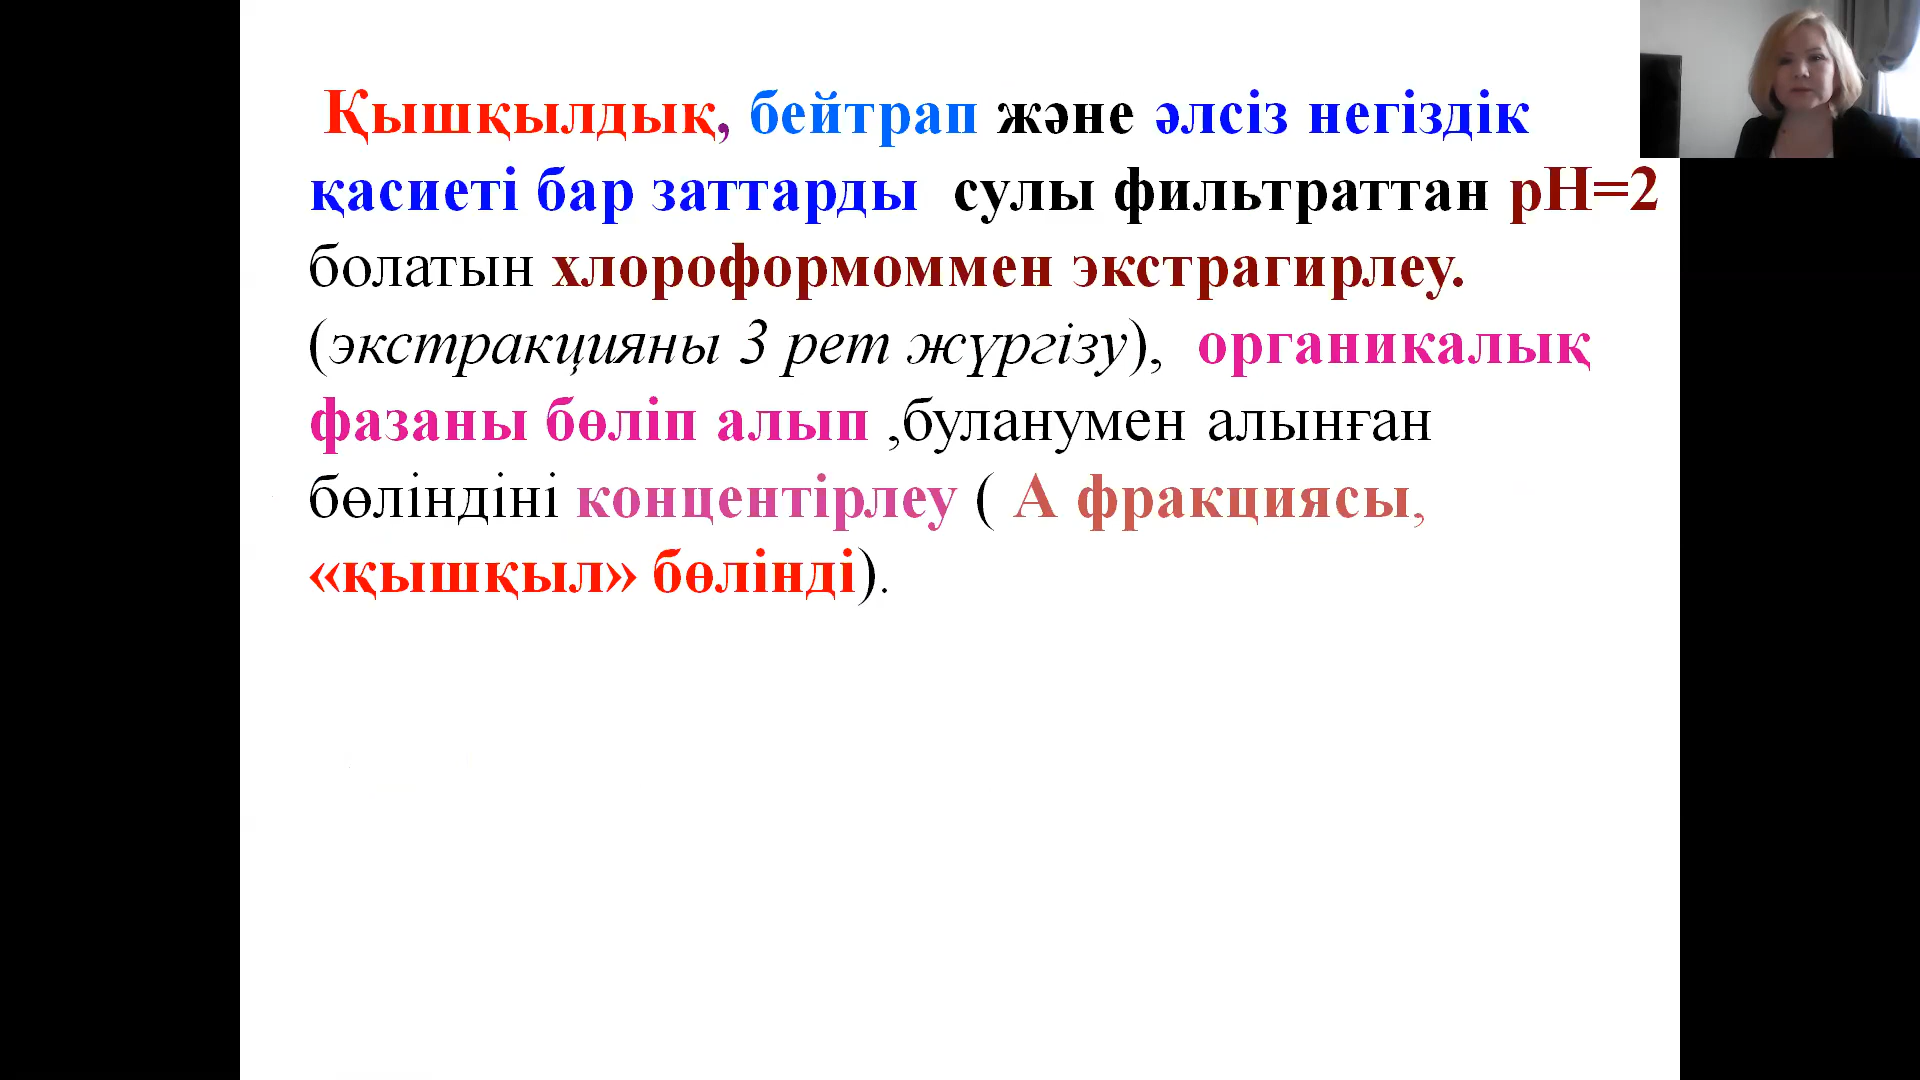 Қышқылдық, бейтрап және әлсіз негіздік
қасиеті бар заттарды сулы фильтраттан рН=2
болатын хлороформоммен экстрагирлеу.
(экстракцияны 3 рет жүргізу), органикалық
фазаны бөліп алып ,буланумен алынған
бөліндіні концентірлеу ( А фракциясы,
«қышқыл» бөлінді).